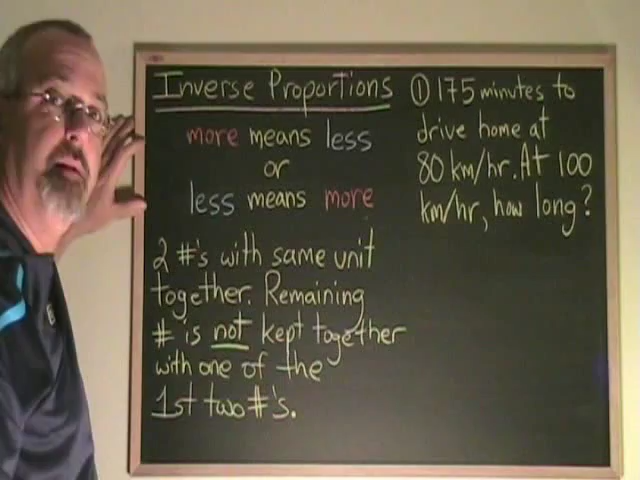 Inverse Proportions
more means less
or
less means more
2 #'s with same unit
together. Remaining
# is not kept together
with one of the
1st two #'s.
① 175 minutes to
drive home at
80 km/hr. At 100
km/hr, how long?